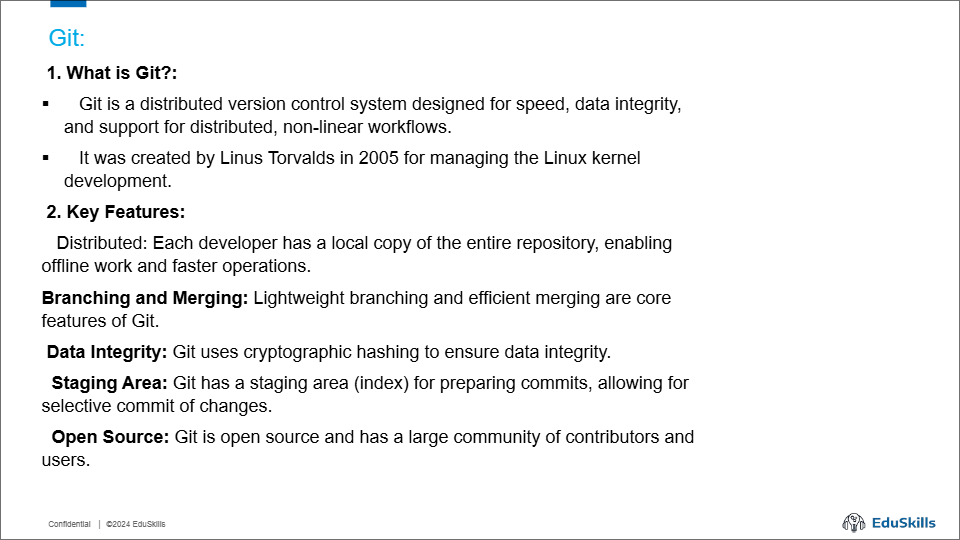 Git:
1. What is Git?:
▪ Git is a distributed version control system designed for speed, data integrity,
and support for distributed, non-linear workflows.
▪ It was created by Linus Torvalds in 2005 for managing the Linux kernel
development.
2. Key Features:
Distributed: Each developer has a local copy of the entire repository, enabling
offline work and faster operations.
Branching and Merging: Lightweight branching and efficient merging are core
features of Git.
Data Integrity: Git uses cryptographic hashing to ensure data integrity.
Staging Area: Git has a staging area (index) for preparing commits, allowing for
selective commit of changes.
Open Source: Git is open source and has a large community of contributors and
users.
Confidential | ©2024 EduSkills
EduSkills